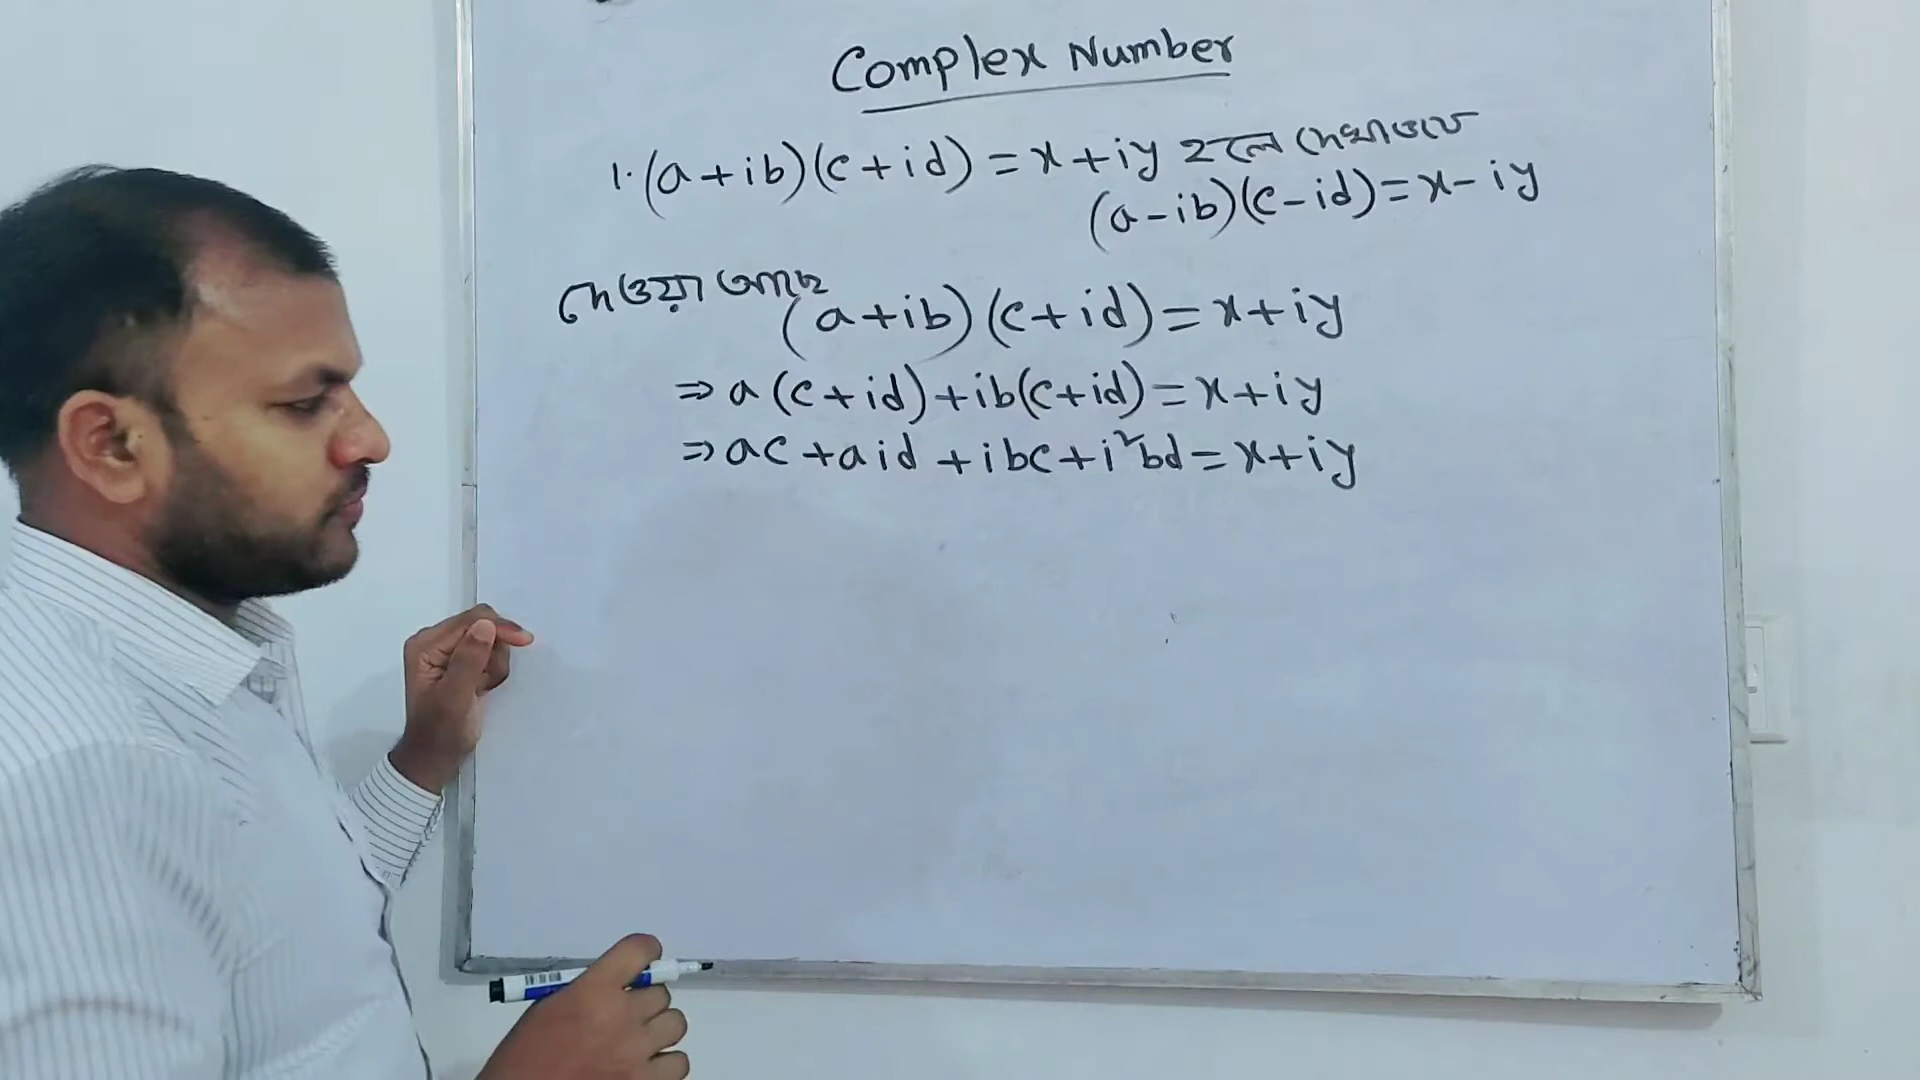 Complex Number
1. (a+ib)(c+id) = x+iy হলে দেখাও যে
(a-ib)(c-id) = x-iy
দেওয়া আছে
(a+ib)(c+id) = x+iy
⇒ a(c+id)+ib(c+id) = x+iy
⇒ ac+aid+ibc+i²bd = x+iy